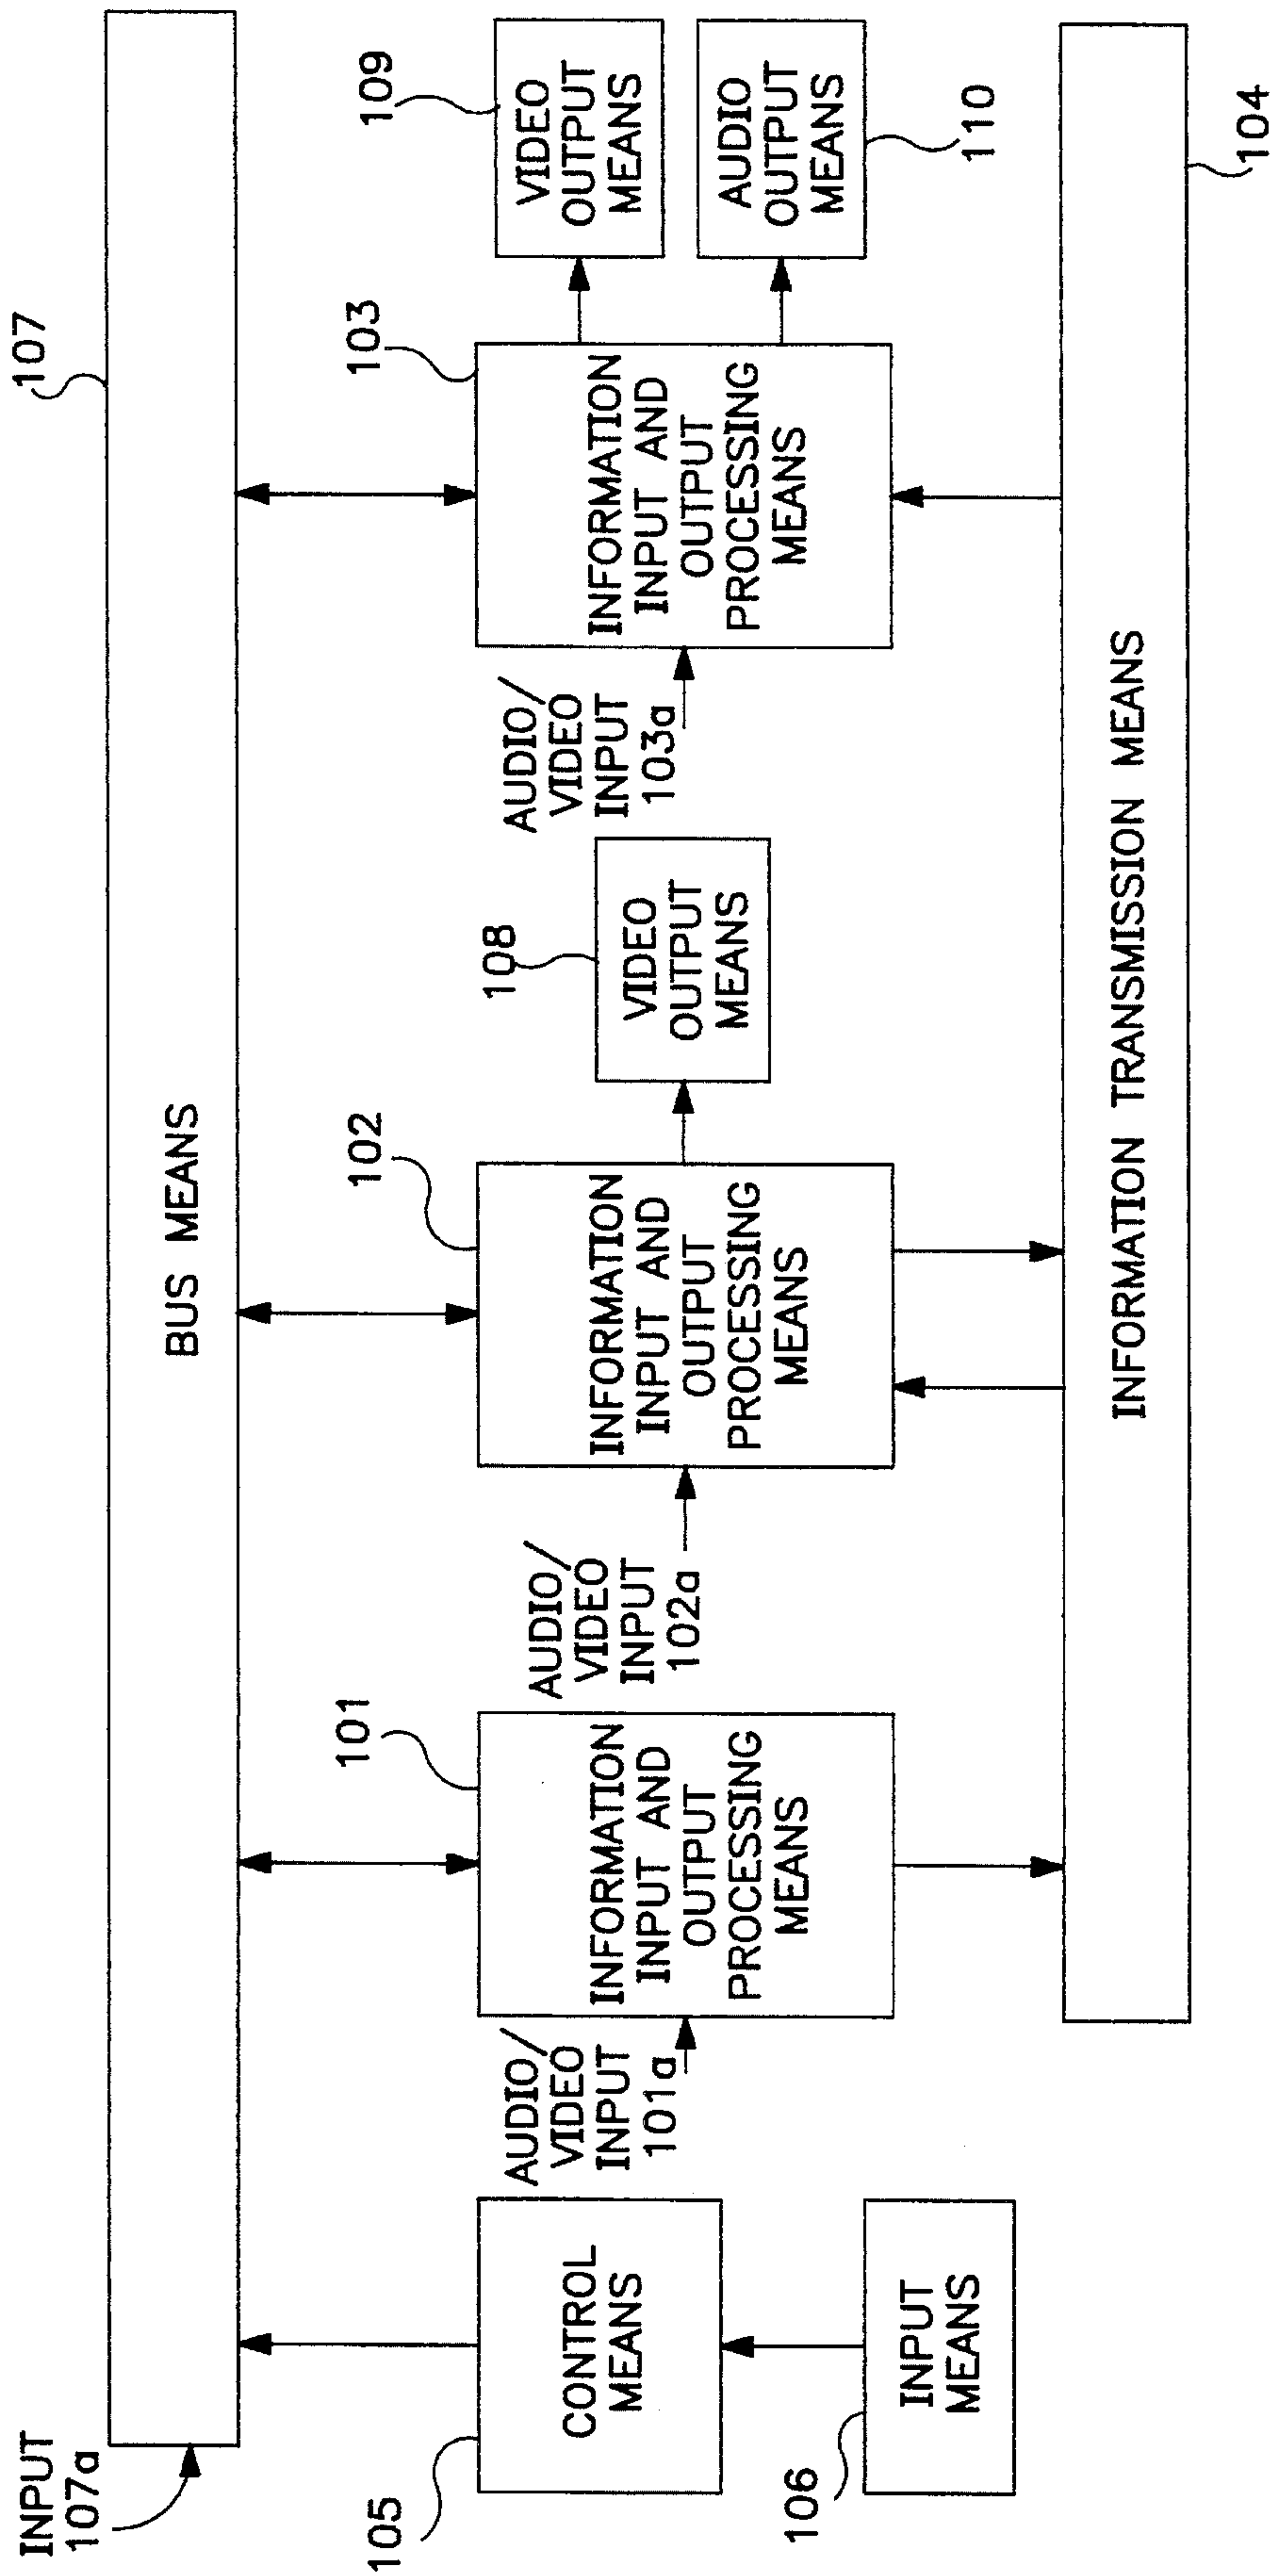 INPUT
107a
107
BUS MEANS
105
CONTROL
MEANS
106
INPUT
MEANS
AUDIO/
VIDEO
INPUT
101a
101
INFORMATION
INPUT AND
OUTPUT
PROCESSING
MEANS
AUDIO/
VIDEO
INPUT
102a
102
INFORMATION
INPUT AND
OUTPUT
PROCESSING
MEANS
108
VIDEO
OUTPUT
MEANS
AUDIO/
VIDEO
INPUT
103a
103
INFORMATION
INPUT AND
OUTPUT
PROCESSING
MEANS
109
VIDEO
OUTPUT
MEANS
AUDIO
OUTPUT
MEANS
110
INFORMATION TRANSMISSION MEANS
104